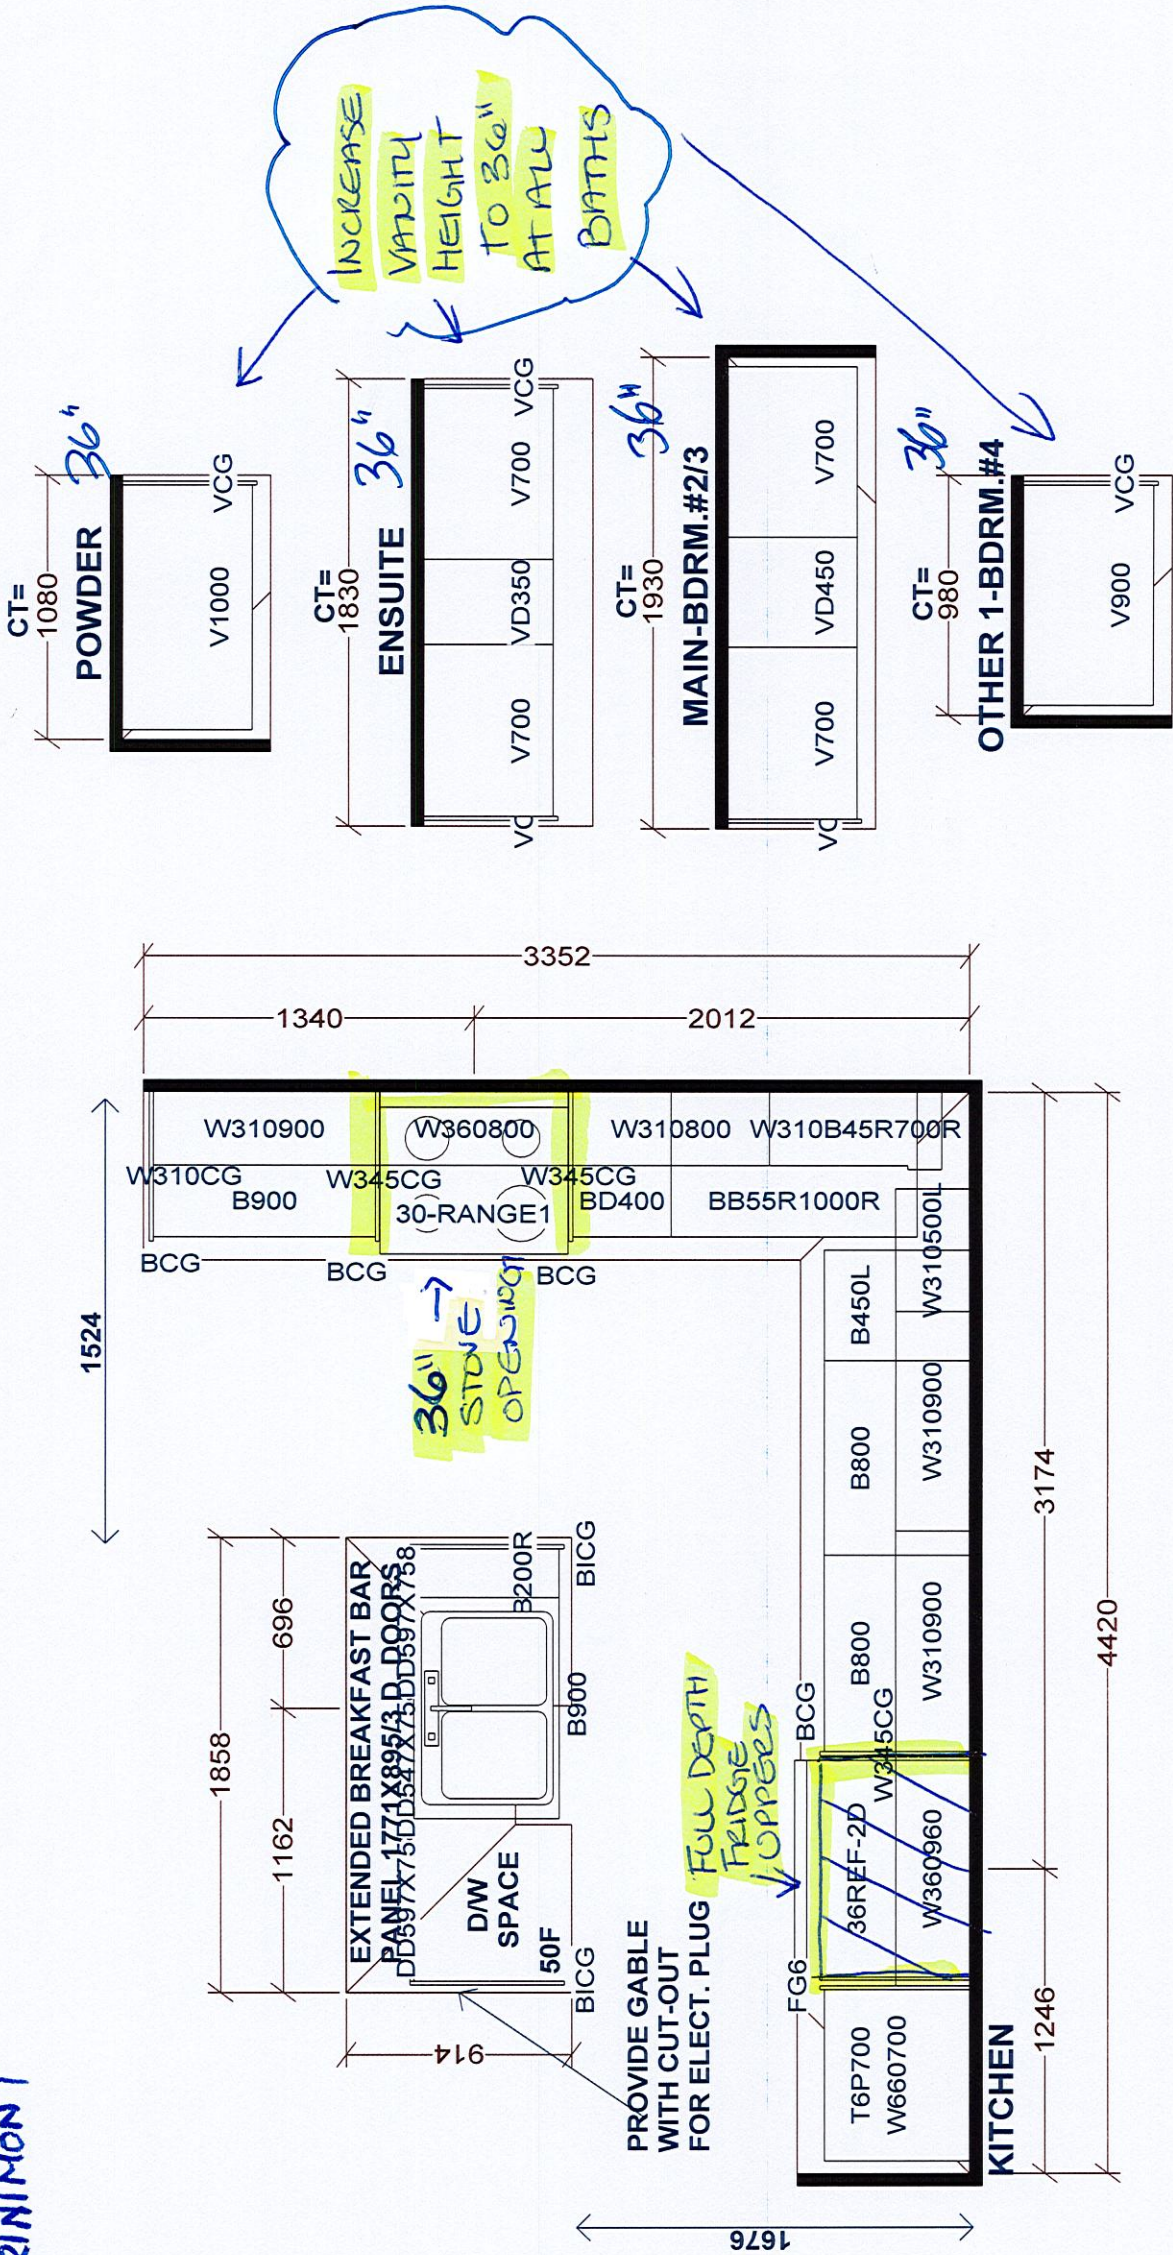 INCREASE
VANITY
HEIGHT
TO 36"
AT ALL
BATHS
CT=
1080
POWDER
36"
V1000
VCG
CT=
1830
ENSUITE
36"
V700
VD350
V700
VCG
CT=
1930
36"
MAIN-BDRM.#2/3
V700
VD450
V700
CT=
980
36"
OTHER 1-BDRM.#4
V900
VCG
3352
1340
2012
W310900
W360800
W310800
W310B45R700R
W310CG
W345CG
W345CG
B900
30-RANGE1
BD400
BB55R1000R
BCG
BCG
BCG
1524
36" →
STONE
OPENING
W310500L
B450L
B800
W310900
B800
W310900
BCG
W345CG
36REF-2D
W360960
FG6
T6P700
W660700
FULL DEPTH
FRIDGE
UPPERS
3174
1246
4420
1676
KITCHEN
1858
696
1162
914
EXTENDED BREAKFAST BAR
PANEL 1771X895/3 D.DOORS
DD597X75DD547X75DD597X758
B200R
BICG
B900
D/W
SPACE
50F
BICG
PROVIDE GABLE
WITH CUT-OUT
FOR ELECT. PLUG